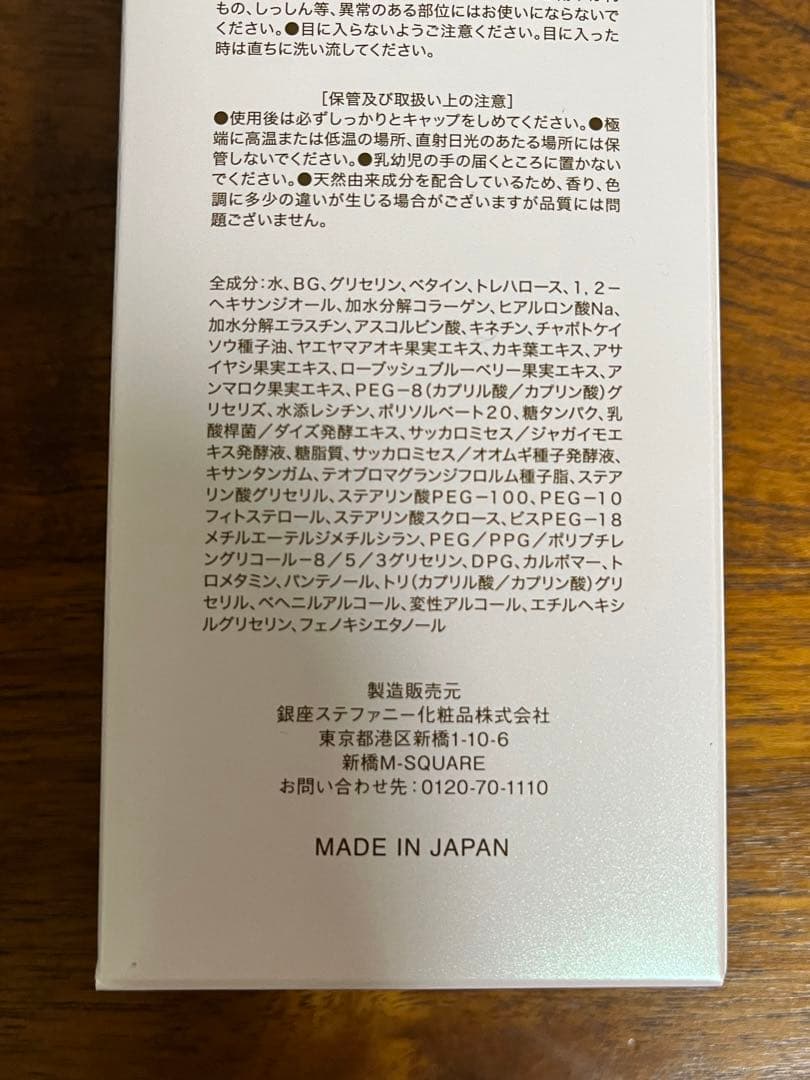 もの、しっしん等、異常のある部位にはお使いにならないで
ください。●目に入らないようご注意ください。目に入った
時は直ちに洗い流してください。
[保管及び取扱い上の注意]
●使用後は必ずしっかりとキャップをしめてください。●極
端に高温または低温の場所、直射日光のあたる場所には保
管しないでください。●乳幼児の手の届くところに置かない
でください。●天然由来成分を配合しているため、香り、色
調に多少の違いが生じる場合がございますが品質には問
題ございません。
全成分：水、BG、グリセリン、ベタイン、トレハロース、1，2－
ヘキサンジオール、加水分解コラーゲン、ヒアルロン酸Na、
加水分解エラスチン、アスコルビン酸、キネチン、チャボトケイ
ソウ種子油、ヤエヤマアオキ果実エキス、カキ葉エキス、アサ
イヤシ果実エキス、ローブッシュブルーベリー果実エキス、ア
ンマロク果実エキス、PEG－8（カプリル酸／カプリン酸）グ
リセリズ、水添レシチン、ポリソルベート20、糖タンパク、乳
酸桿菌／ダイズ発酵エキス、サッカロミセス／ジャガイモエ
キス発酵液、糖脂質、サッカロミセス／オオムギ種子発酵液、
キサンタンガム、テオブロマグランジフロルム種子脂、ステア
リン酸グリセリル、ステアリン酸PEG－100、PEG－10
フィトステロール、ステアリン酸スクロース、ビスPEG－18
メチルエーテルジメチルシラン、PEG／PPG／ポリブチレ
ングリコール－8／5／3グリセリン、DPG、カルボマー、ト
ロメタミン、パンテノール、トリ（カプリル酸／カプリン酸）グリ
セリル、ベヘニルアルコール、変性アルコール、エチルヘキシ
ルグリセリン、フェノキシエタノール
製造販売元
銀座ステファニー化粧品株式会社
東京都港区新橋1-10-6
新橋M-SQUARE
お問い合わせ先：0120-70-1110
MADE IN JAPAN